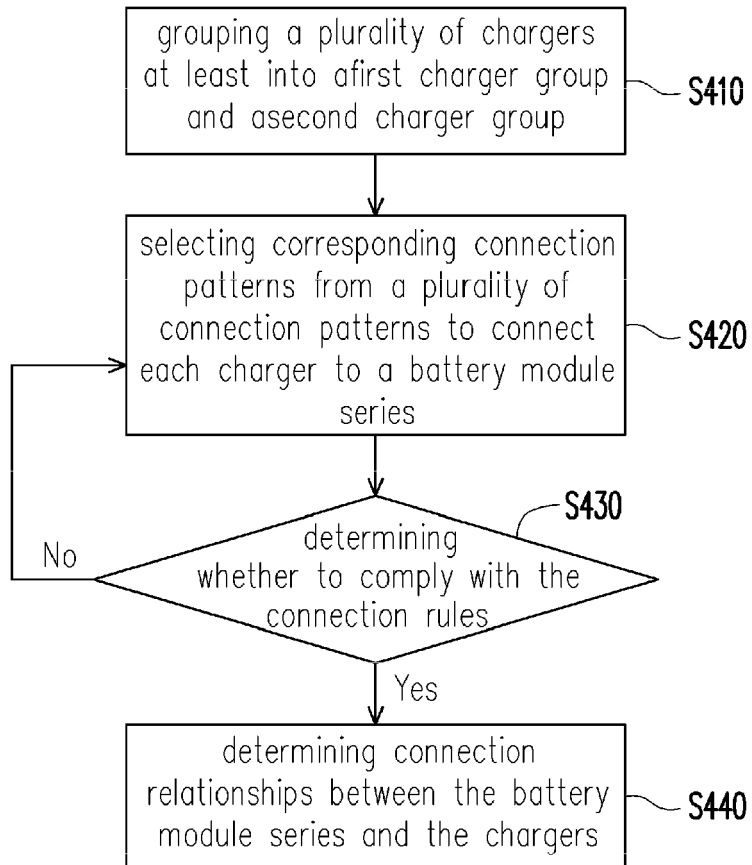 grouping a plurality of chargers
at least into afirst charger group
and asecond charger group
S410
selecting corresponding connection
patterns from a plurality of
connection patterns to connect
each charger to a battery module
series
S420
determining
whether to comply with the
connection rules
S430
No
Yes
determining connection
relationships between the battery
module series and the chargers
S440